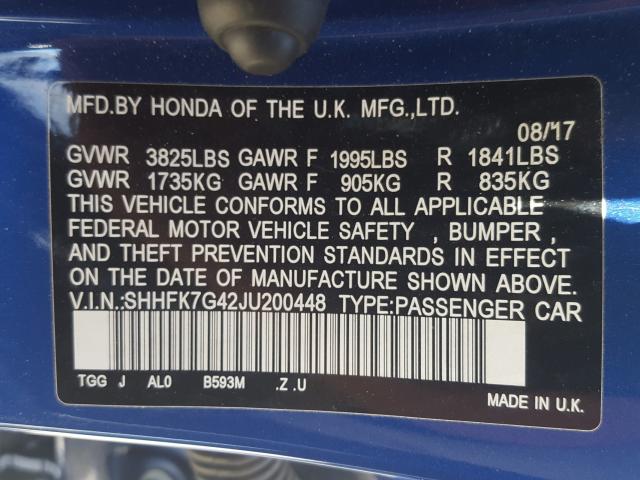 MFD.BY HONDA OF THE U.K. MFG.,LTD.
08/17
GVWR 3825LBS GAWR F 1995LBS R 1841LBS
GVWR 1735KG GAWR F 905KG R 835KG
THIS VEHICLE CONFORMS TO ALL APPLICABLE
FEDERAL MOTOR VEHICLE SAFETY , BUMPER ,
AND THEFT PREVENTION STANDARDS IN EFFECT
ON THE DATE OF MANUFACTURE SHOWN ABOVE.
V.I.N.:SHHFK7G42JU200448 TYPE:PASSENGER CAR
TGG J AL0 B593M .Z .U
MADE IN U.K.